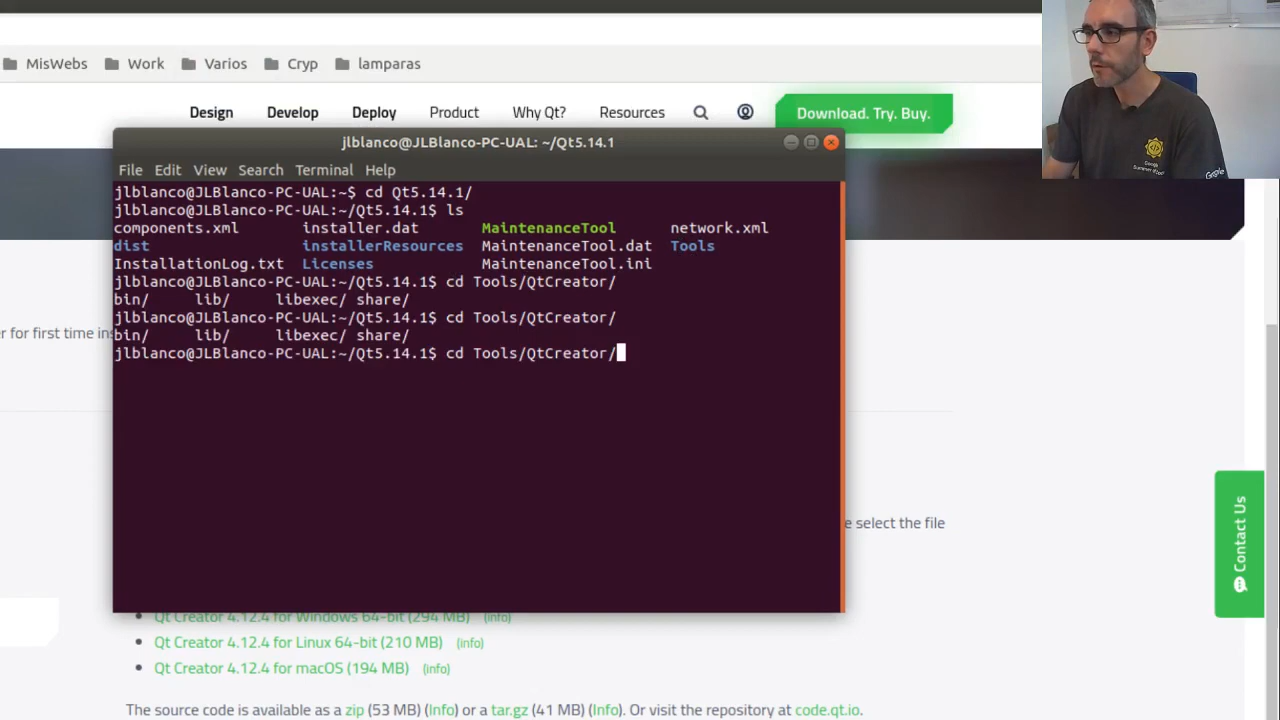 MisWebs Work Varios Cryp lamparas
Design Develop Deploy Product Why Qt? Resources Download. Try. Buy.
jlblanco@JLBlanco-PC-UAL: ~/Qt5.14.1
File Edit View Search Terminal Help
jlblanco@JLBlanco-PC-UAL:~$ cd Qt5.14.1/
jlblanco@JLBlanco-PC-UAL:~/Qt5.14.1$ ls
components.xml installer.dat MaintenanceTool network.xml
dist installerResources MaintenanceTool.dat Tools
InstallationLog.txt Licenses MaintenanceTool.ini
jlblanco@JLBlanco-PC-UAL:~/Qt5.14.1$ cd Tools/QtCreator/
bin/ lib/ libexec/ share/
jlblanco@JLBlanco-PC-UAL:~/Qt5.14.1$ cd Tools/QtCreator/
bin/ lib/ libexec/ share/
jlblanco@JLBlanco-PC-UAL:~/Qt5.14.1$ cd Tools/QtCreator/
er for first time ins
e select the file
Contact Us
Qt Creator 4.12.4 for Windows 64-bit (294 MB) (info)
Qt Creator 4.12.4 for Linux 64-bit (210 MB) (info)
Qt Creator 4.12.4 for macOS (194 MB) (info)
The source code is available as a zip (53 MB) (Info) or a tar.gz (41 MB) (Info). Or visit the repository at code.qt.io.